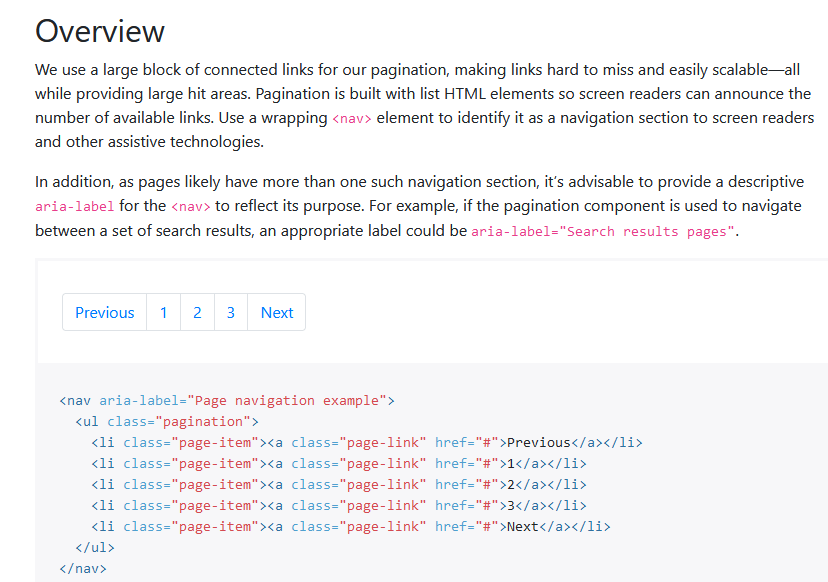 Overview
We use a large block of connected links for our pagination, making links hard to miss and easily scalable—all
while providing large hit areas. Pagination is built with list HTML elements so screen readers can announce the
number of available links. Use a wrapping <nav> element to identify it as a navigation section to screen readers
and other assistive technologies.
In addition, as pages likely have more than one such navigation section, it’s advisable to provide a descriptive
aria-label for the <nav> to reflect its purpose. For example, if the pagination component is used to navigate
between a set of search results, an appropriate label could be aria-label="Search results pages".
Previous 1 2 3 Next
<nav aria-label="Page navigation example">
  <ul class="pagination">
    <li class="page-item"><a class="page-link" href="#">Previous</a></li>
    <li class="page-item"><a class="page-link" href="#">1</a></li>
    <li class="page-item"><a class="page-link" href="#">2</a></li>
    <li class="page-item"><a class="page-link" href="#">3</a></li>
    <li class="page-item"><a class="page-link" href="#">Next</a></li>
  </ul>
</nav>